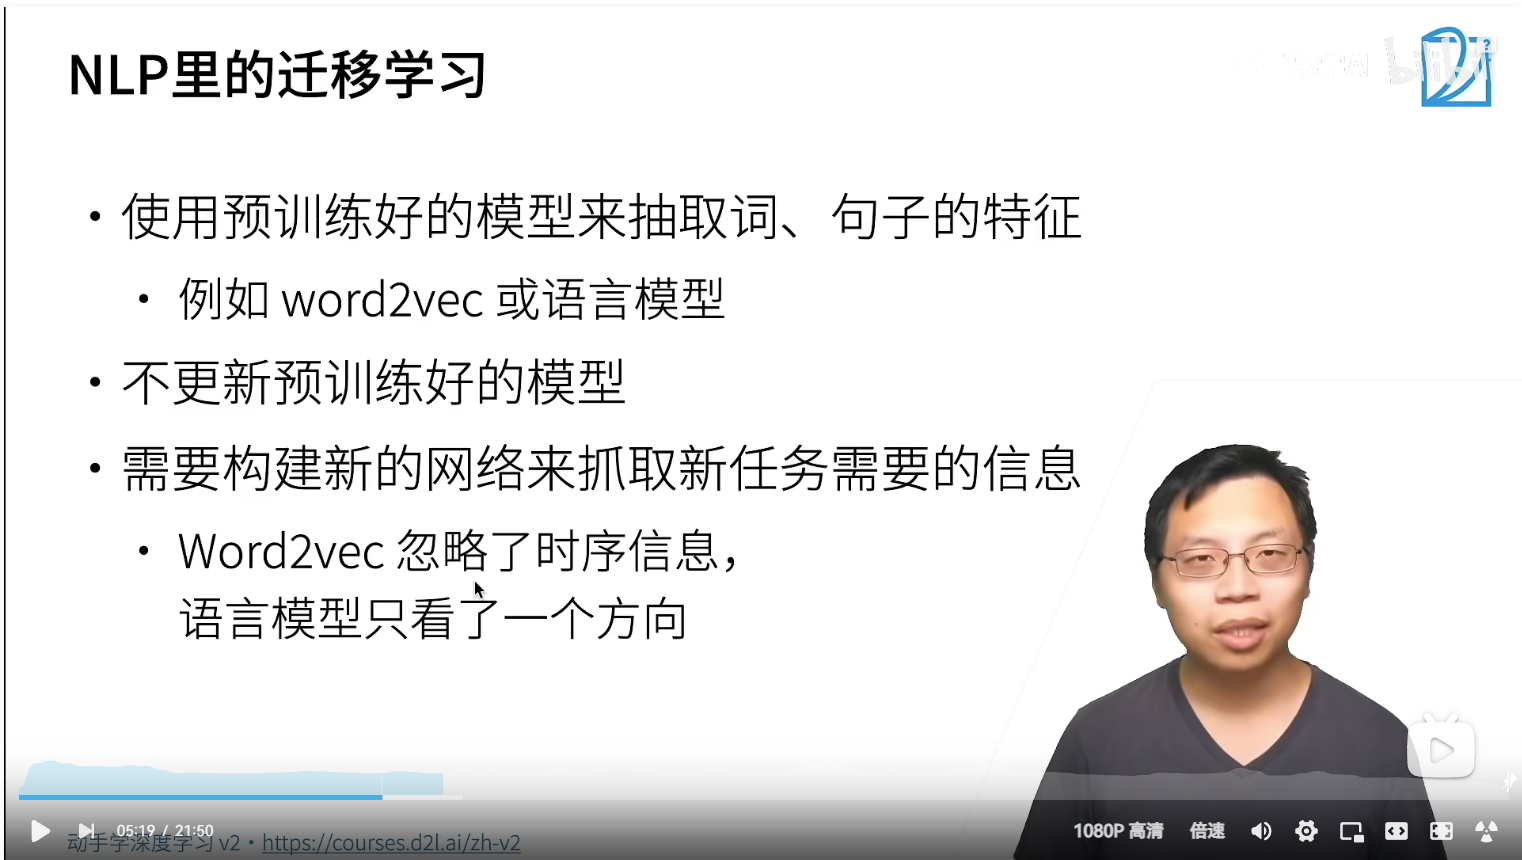 NLP里的迁移学习
bilibili
• 使用预训练好的模型来抽取词、句子的特征
• 例如 word2vec 或语言模型
• 不更新预训练好的模型
• 需要构建新的网络来抓取新任务需要的信息
• Word2vec 忽略了时序信息，
语言模型只看了一个方向
05:19 / 21:50
1080P 高清 倍速
动手学深度学习 v2 • https://courses.d2l.ai/zh-v2